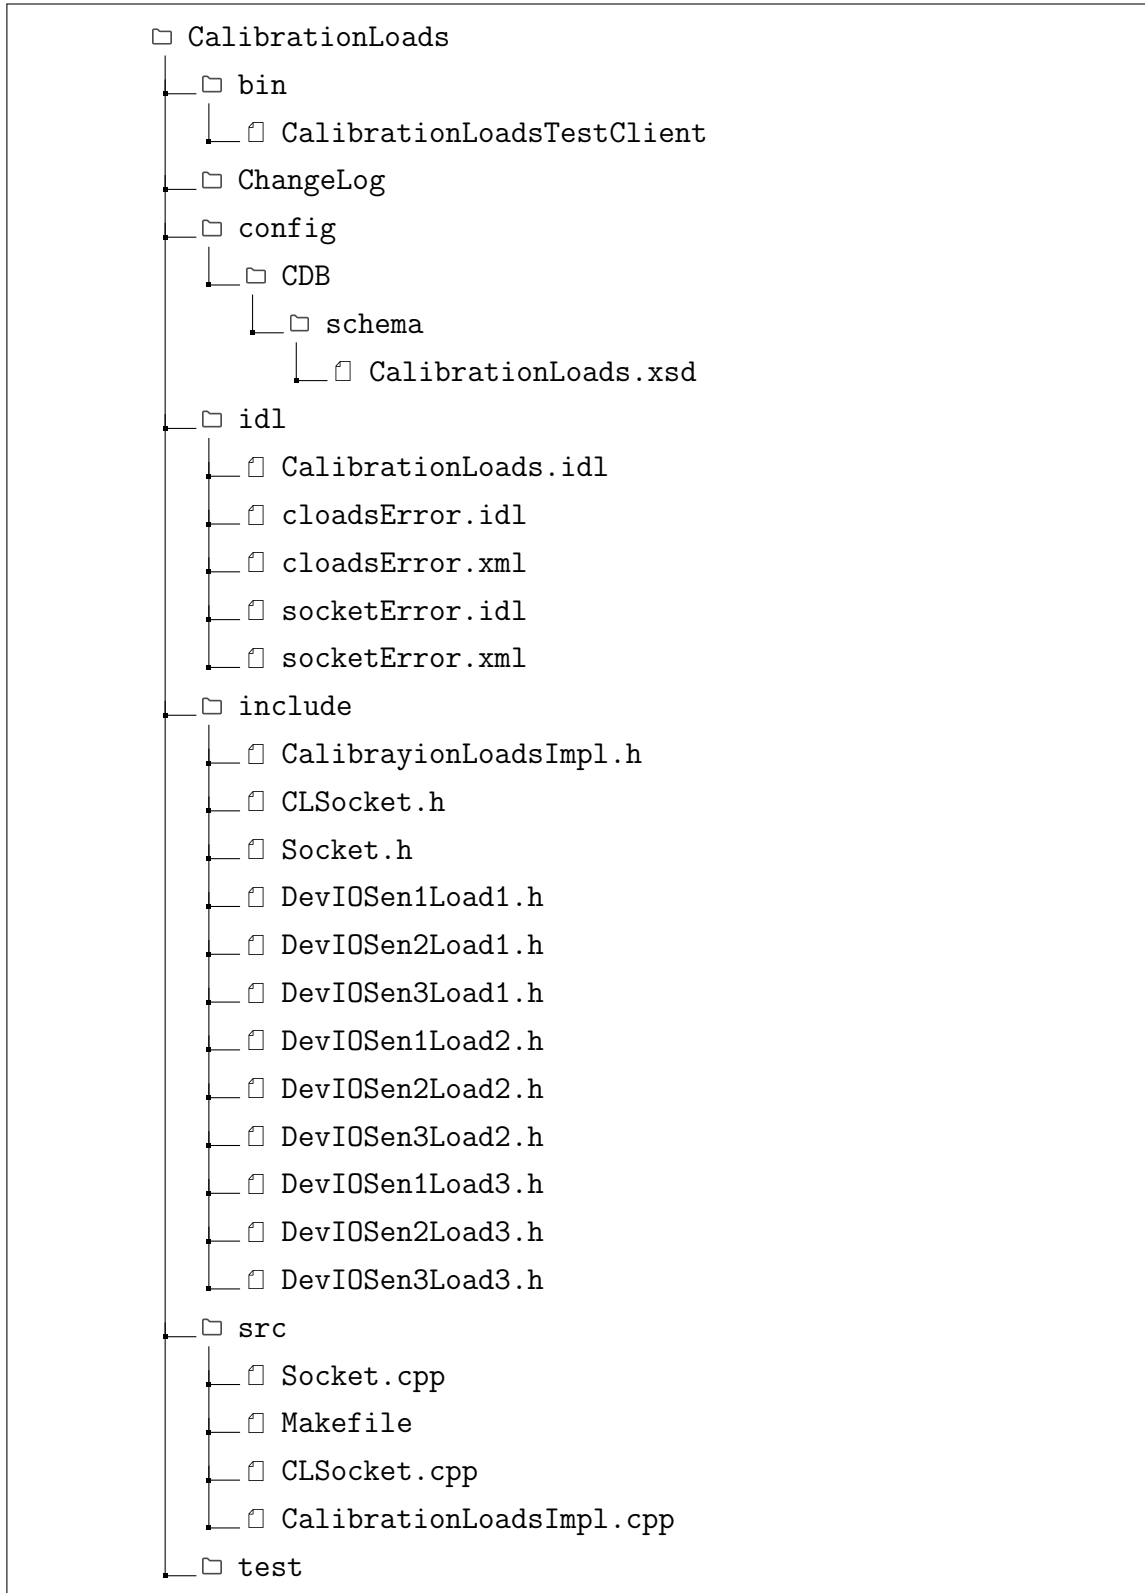 CalibrationLoads
bin
CalibrationLoadsTestClient
ChangeLog
config
CDB
schema
CalibrationLoads.xsd
idl
CalibrationLoads.idl
cloadsError.idl
cloadsError.xml
socketError.idl
socketError.xml
include
CalibrayionLoadsImpl.h
CLSocket.h
Socket.h
DevIOSen1Load1.h
DevIOSen2Load1.h
DevIOSen3Load1.h
DevIOSen1Load2.h
DevIOSen2Load2.h
DevIOSen3Load2.h
DevIOSen1Load3.h
DevIOSen2Load3.h
DevIOSen3Load3.h
src
Socket.cpp
Makefile
CLSocket.cpp
CalibrationLoadsImpl.cpp
test